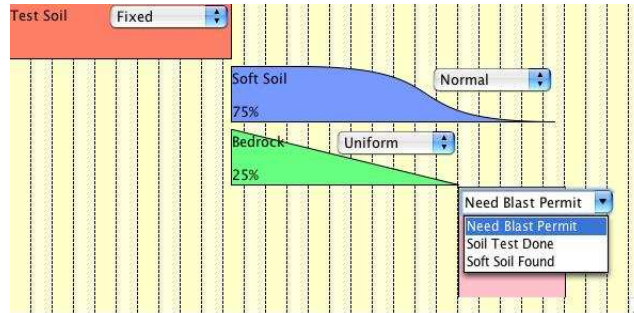 Test Soil
Fixed
Soft Soil
Normal
75%
Bedrock
Uniform
25%
Need Blast Permit
Need Blast Permit
Soil Test Done
Soft Soil Found